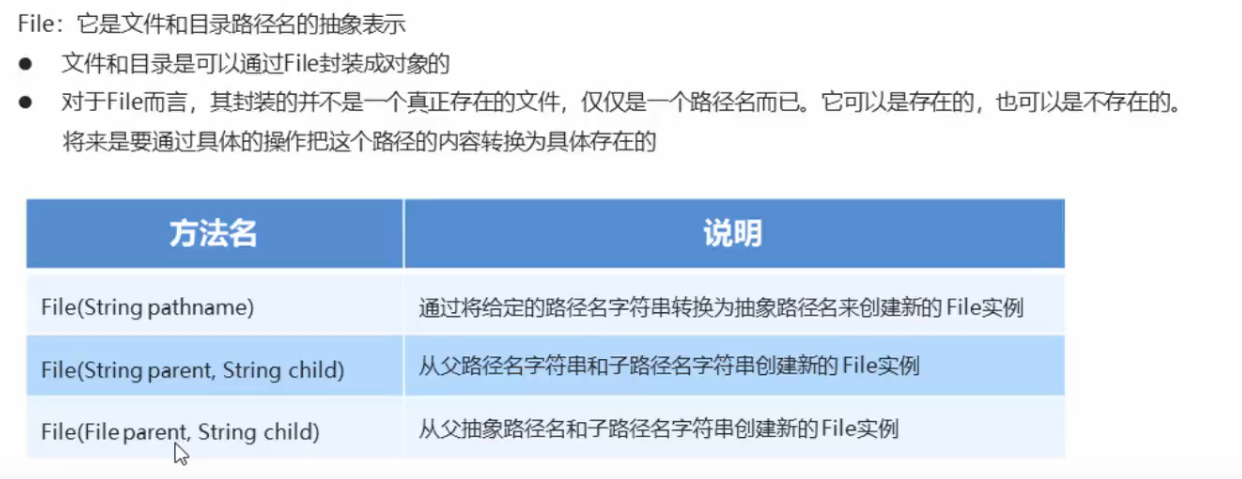 File：它是文件和目录路径名的抽象表示
● 文件和目录是可以通过File封装成对象的
● 对于File而言，其封装的并不是一个真正存在的文件，仅仅是一个路径名而已。它可以是存在的，也可以是不存在的。
将来是要通过具体的操作把这个路径的内容转换为具体存在的
方法名 说明
File(String pathname) 通过将给定的路径名字符串转换为抽象路径名来创建新的 File实例
File(String parent, String child) 从父路径名字符串和子路径名字符串创建新的 File实例
File(File parent, String child) 从父抽象路径名和子路径名字符串创建新的 File实例